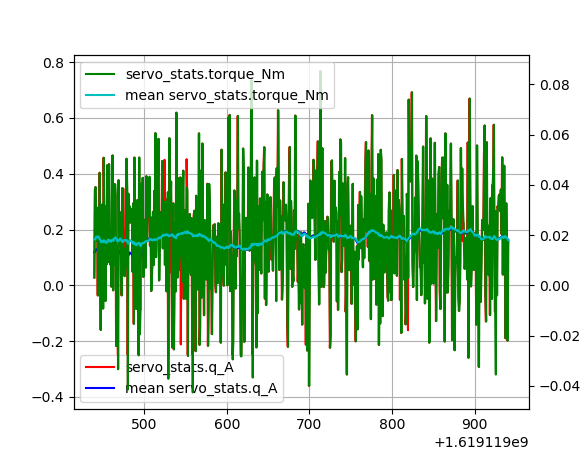 servo_stats.torque_Nm
mean servo_stats.torque_Nm
servo_stats.q_A
mean servo_stats.q_A
0.8
0.6
0.4
0.2
0.0
−0.2
−0.4
0.08
0.06
0.04
0.02
0.00
−0.02
−0.04
500 600 700 800 900
+1.619119e9